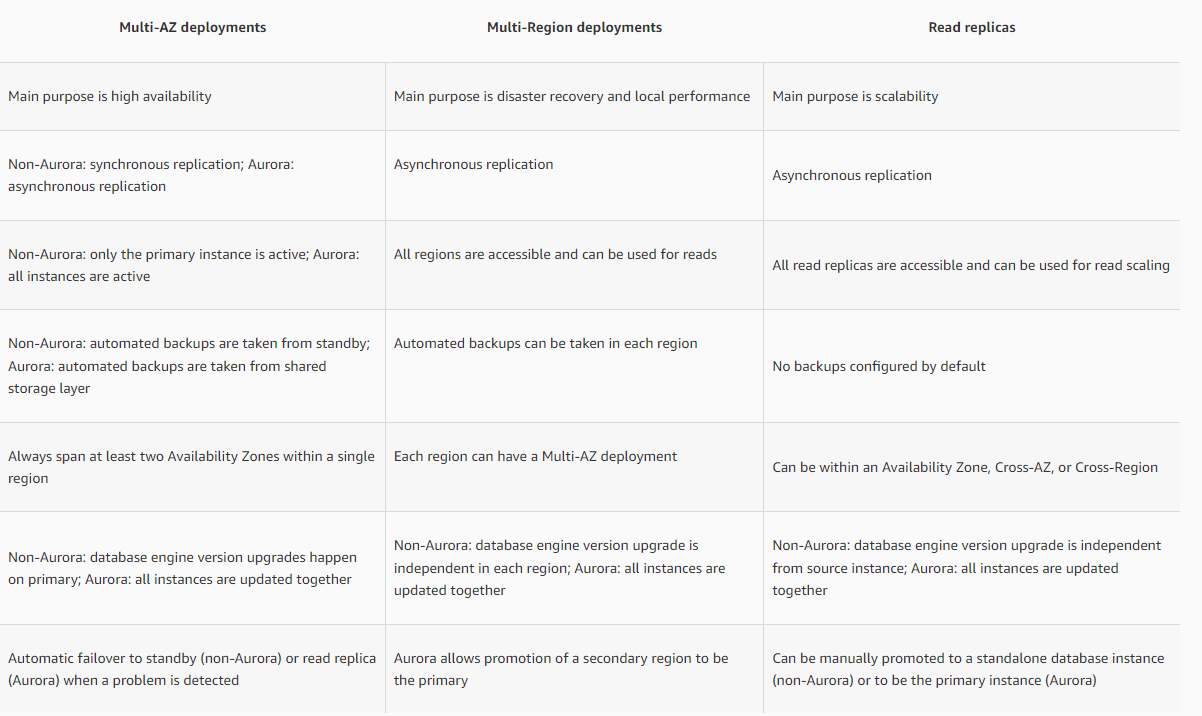 Multi-AZ deployments
Multi-Region deployments
Read replicas
Main purpose is high availability
Main purpose is disaster recovery and local performance
Main purpose is scalability
Non-Aurora: synchronous replication; Aurora:
asynchronous replication
Asynchronous replication
Asynchronous replication
Non-Aurora: only the primary instance is active; Aurora:
all instances are active
All regions are accessible and can be used for reads
All read replicas are accessible and can be used for read scaling
Non-Aurora: automated backups are taken from standby;
Aurora: automated backups are taken from shared
storage layer
Automated backups can be taken in each region
No backups configured by default
Always span at least two Availability Zones within a single
region
Each region can have a Multi-AZ deployment
Can be within an Availability Zone, Cross-AZ, or Cross-Region
Non-Aurora: database engine version upgrades happen
on primary; Aurora: all instances are updated together
Non-Aurora: database engine version upgrade is
independent in each region; Aurora: all instances are
updated together
Non-Aurora: database engine version upgrade is independent
from source instance; Aurora: all instances are updated
together
Automatic failover to standby (non-Aurora) or read replica
(Aurora) when a problem is detected
Aurora allows promotion of a secondary region to be
the primary
Can be manually promoted to a standalone database instance
(non-Aurora) or to be the primary instance (Aurora)